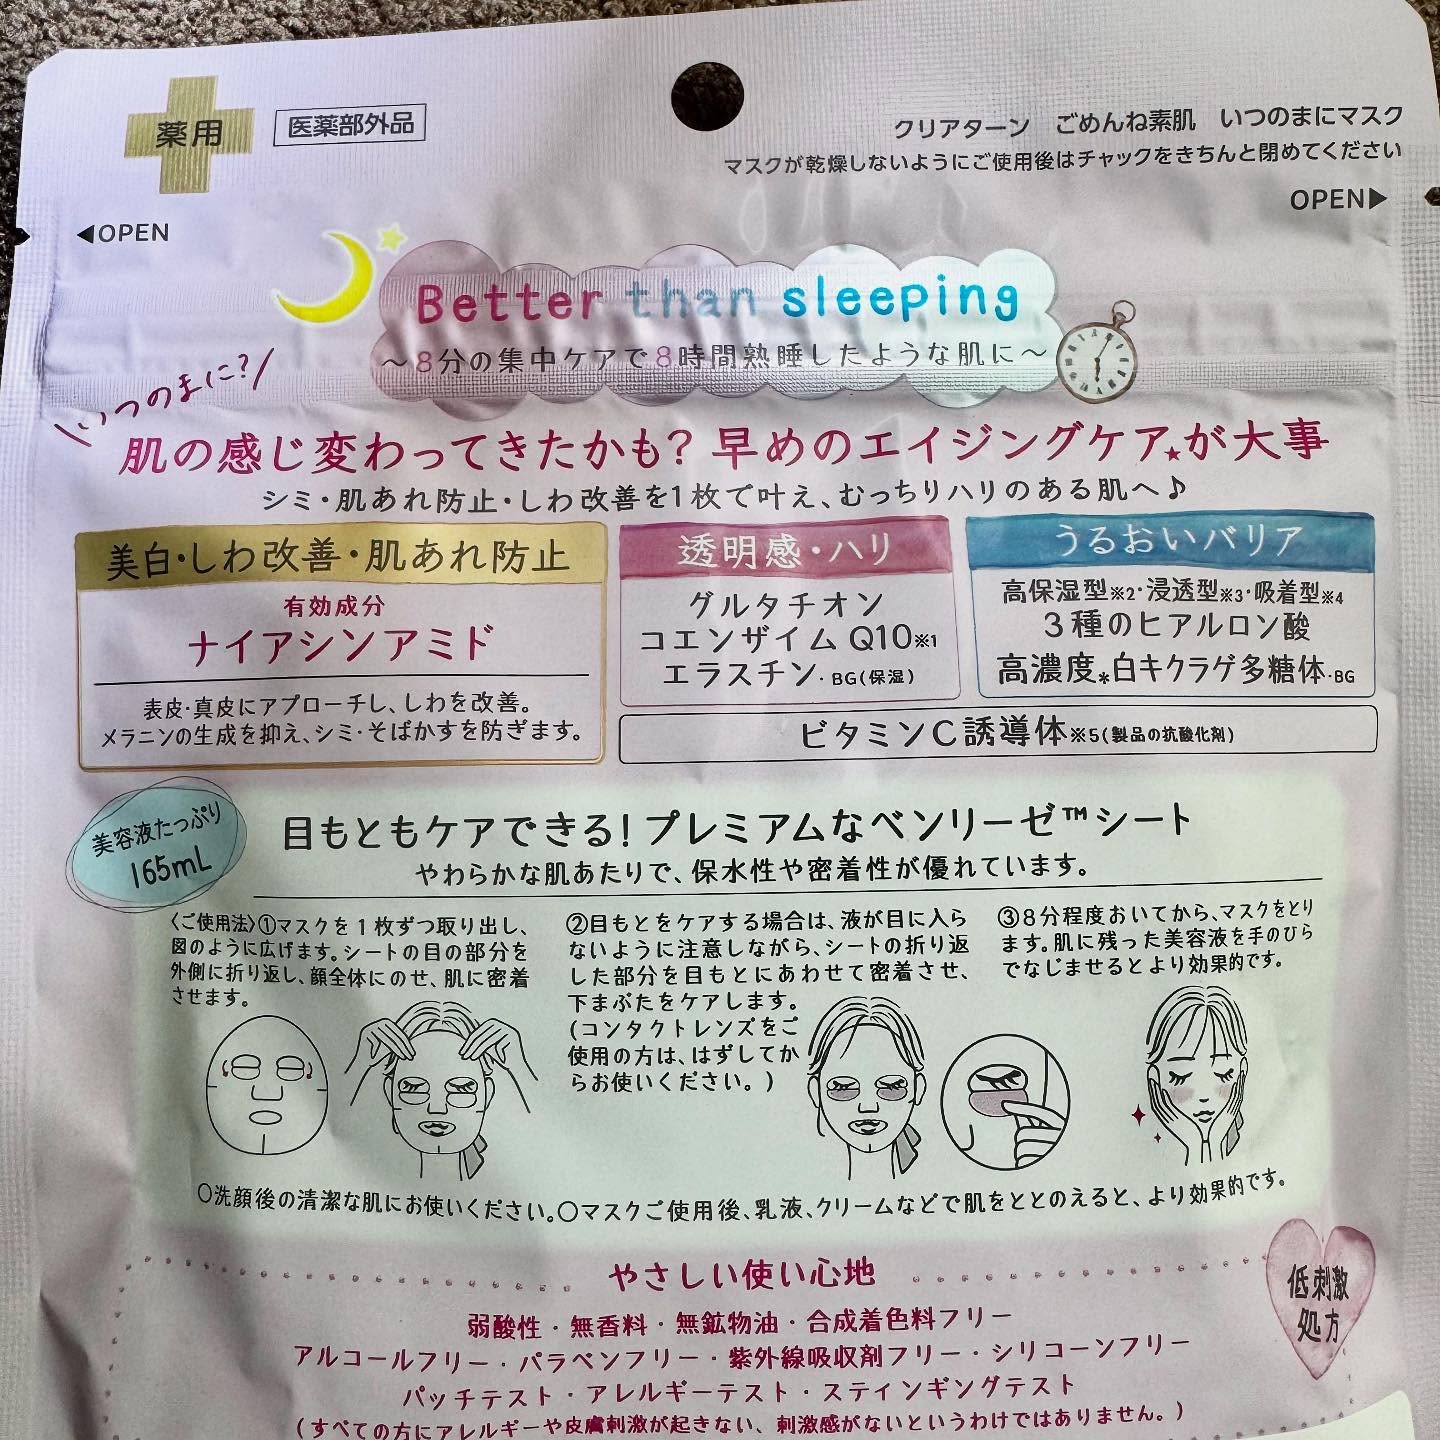 薬用
医薬部外品
クリアターン ごめんね素肌 いつのまにマスク
マスクが乾燥しないようにご使用後はチャックをきちんと閉めてください
◀OPEN
OPEN▶
Better than sleeping
〜8分の集中ケアで8時間熟睡したような肌に〜
いつのまに?
肌の感じ変わってきたかも? 早めのエイジングケア★が大事
シミ・肌あれ防止・しわ改善を1枚で叶え、むっちりハリのある肌へ♪
美白・しわ改善・肌あれ防止
有効成分
ナイアシンアミド
表皮・真皮にアプローチし、しわを改善。
メラニンの生成を抑え、シミ・そばかすを防ぎます。
透明感・ハリ
グルタチオン
コエンザイム Q10※1
エラスチン・BG(保湿)
うるおいバリア
高保湿型※2・浸透型※3・吸着型※4
3種のヒアルロン酸
高濃度*白キクラゲ多糖体・BG
ビタミンC誘導体※5(製品の抗酸化剤)
美容液たっぷり
165mL
目もともケアできる!プレミアムなベンリーゼ™シート
やわらかな肌あたりで、保水性や密着性が優れています。
〈ご使用法〉①マスクを1枚ずつ取り出し、
図のように広げます。シートの目の部分を
外側に折り返し、顔全体にのせ、肌に密着
させます。
②目もとをケアする場合は、液が目に入ら
ないように注意しながら、シートの折り返
した部分を目もとにあわせて密着させ、
下まぶたをケアします。
(コンタクトレンズをご
使用の方は、はずしてか
らお使いください。)
③8分程度おいてから、マスクをとり
ます。肌に残った美容液を手のひら
でなじませるとより効果的です。
○洗顔後の清潔な肌にお使いください。○マスクご使用後、乳液、クリームなどで肌をととのえると、より効果的です。
やさしい使い心地
低刺激
処方
弱酸性・無香料・無鉱物油・合成着色料フリー
アルコールフリー・パラベンフリー・紫外線吸収剤フリー・シリコーンフリー
パッチテスト・アレルギーテスト・スティンギングテスト
(すべての方にアレルギーや皮膚刺激が起きない、刺激感がないというわけではありません。)